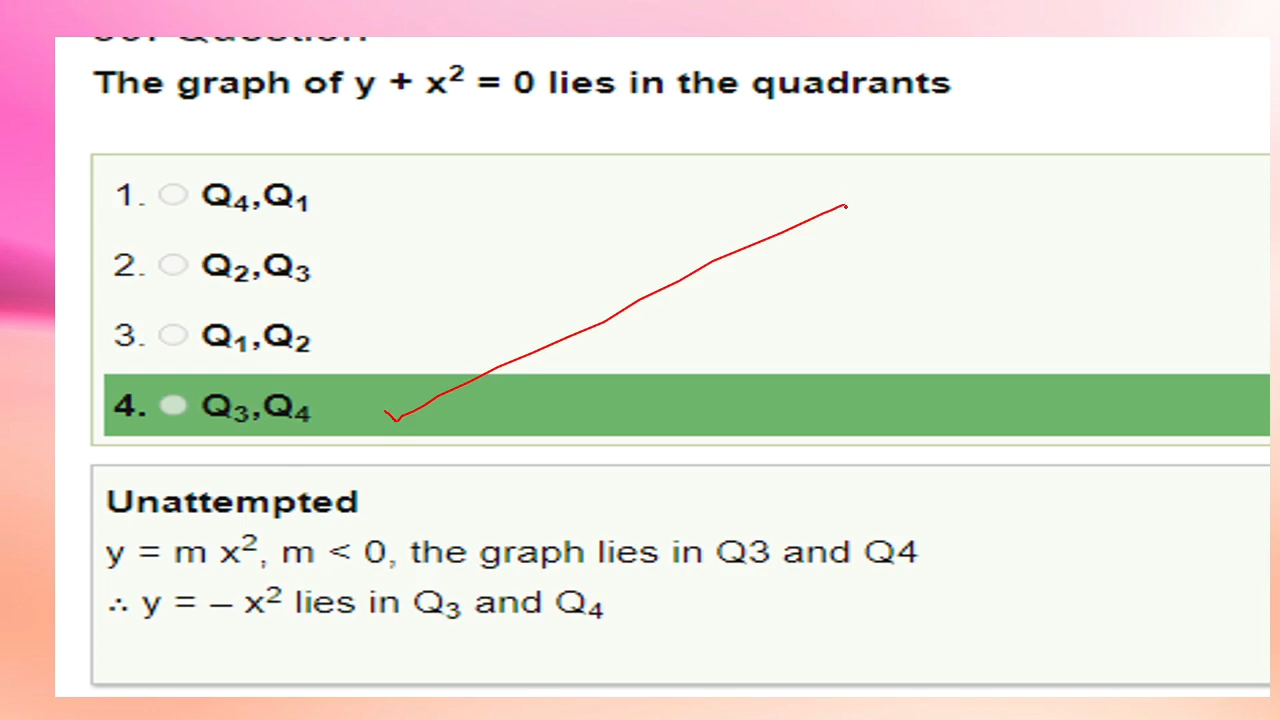 The graph of y + x² = 0 lies in the quadrants
1. Q₄,Q₁
2. Q₂,Q₃
3. Q₁,Q₂
4. Q₃,Q₄
Unattempted
y = m x², m < 0, the graph lies in Q3 and Q4
∴ y = – x² lies in Q₃ and Q₄